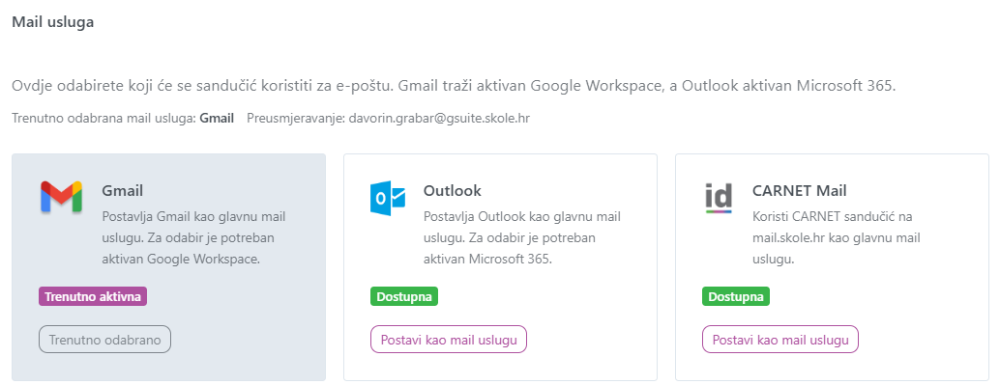 Mail usluga
Ovdje odabirete koji će se sandučić koristiti za e-poštu. Gmail traži aktivan Google Workspace, a Outlook aktivan Microsoft 365.
Trenutno odabrana mail usluga: Gmail Preusmjeravanje: davorin.grabar@gsuite.skole.hr
Gmail
Postavlja Gmail kao glavnu mail
uslugu. Za odabir je potreban
aktivan Google Workspace.
Trenutno aktivna
Trenutno odabrano
Outlook
Postavlja Outlook kao glavnu mail
uslugu. Za odabir je potreban
aktivan Microsoft 365.
Dostupna
Postavi kao mail uslugu
id
CARNET Mail
Koristi CARNET sandučić na
mail.skole.hr kao glavnu mail
uslugu.
Dostupna
Postavi kao mail uslugu